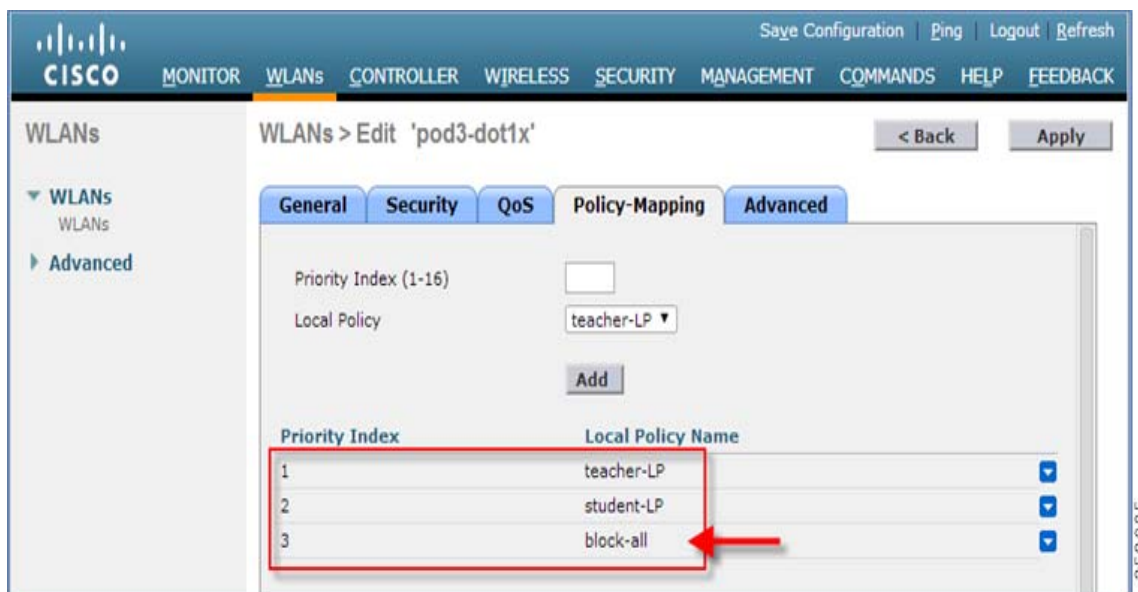 Save Configuration | Ping | Logout | Refresh
CISCO MONITOR WLANs CONTROLLER WIRELESS SECURITY MANAGEMENT COMMANDS HELP FEEDBACK
WLANs
WLANs > Edit 'pod3-dot1x'
< Back
Apply
WLANs
WLANs
Advanced
General Security QoS Policy-Mapping Advanced
Priority Index (1-16)
Local Policy teacher-LP
Add
Priority Index Local Policy Name
1 teacher-LP
2 student-LP
3 block-all